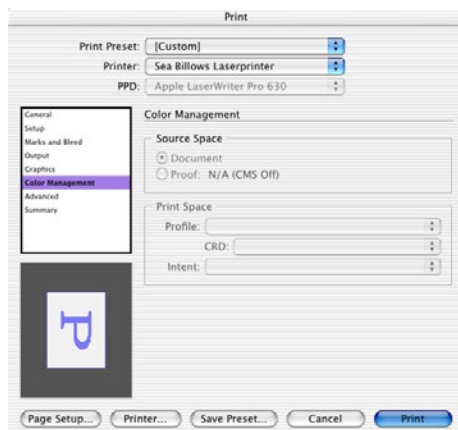 Print
Print Preset: [Custom]
Printer: Sea Billows Laserprinter
PPD: Apple LaserWriter Pro 630
General
Setup
Marks and Bleed
Output
Graphics
Color Management
Advanced
Summary
Color Management
Source Space
Document
Proof: N/A (CMS Off)
Print Space
Profile:
CRD:
Intent:
P
Page Setup... Printer... Save Preset... Cancel Print